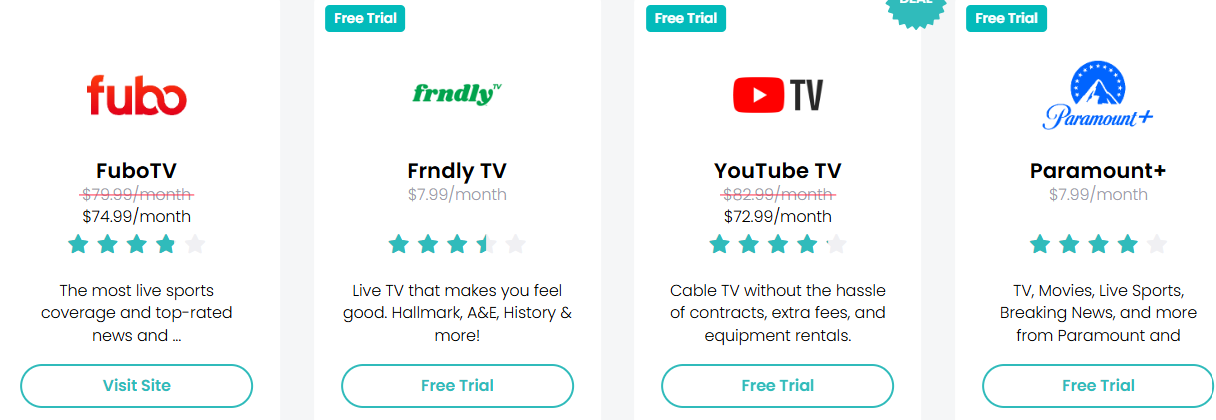 Free Trial
Free Trial
DEAL
Free Trial
fubo
frndly TV
TV
Paramount+
FuboTV
$79.99/month
$74.99/month
The most live sports
coverage and top-rated
news and ...
Visit Site
Frndly TV
$7.99/month
Live TV that makes you feel
good. Hallmark, A&E, History &
more!
Free Trial
YouTube TV
$82.99/month
$72.99/month
Cable TV without the hassle
of contracts, extra fees, and
equipment rentals.
Free Trial
Paramount+
$7.99/month
TV, Movies, Live Sports,
Breaking News, and more
from Paramount and
Free Trial